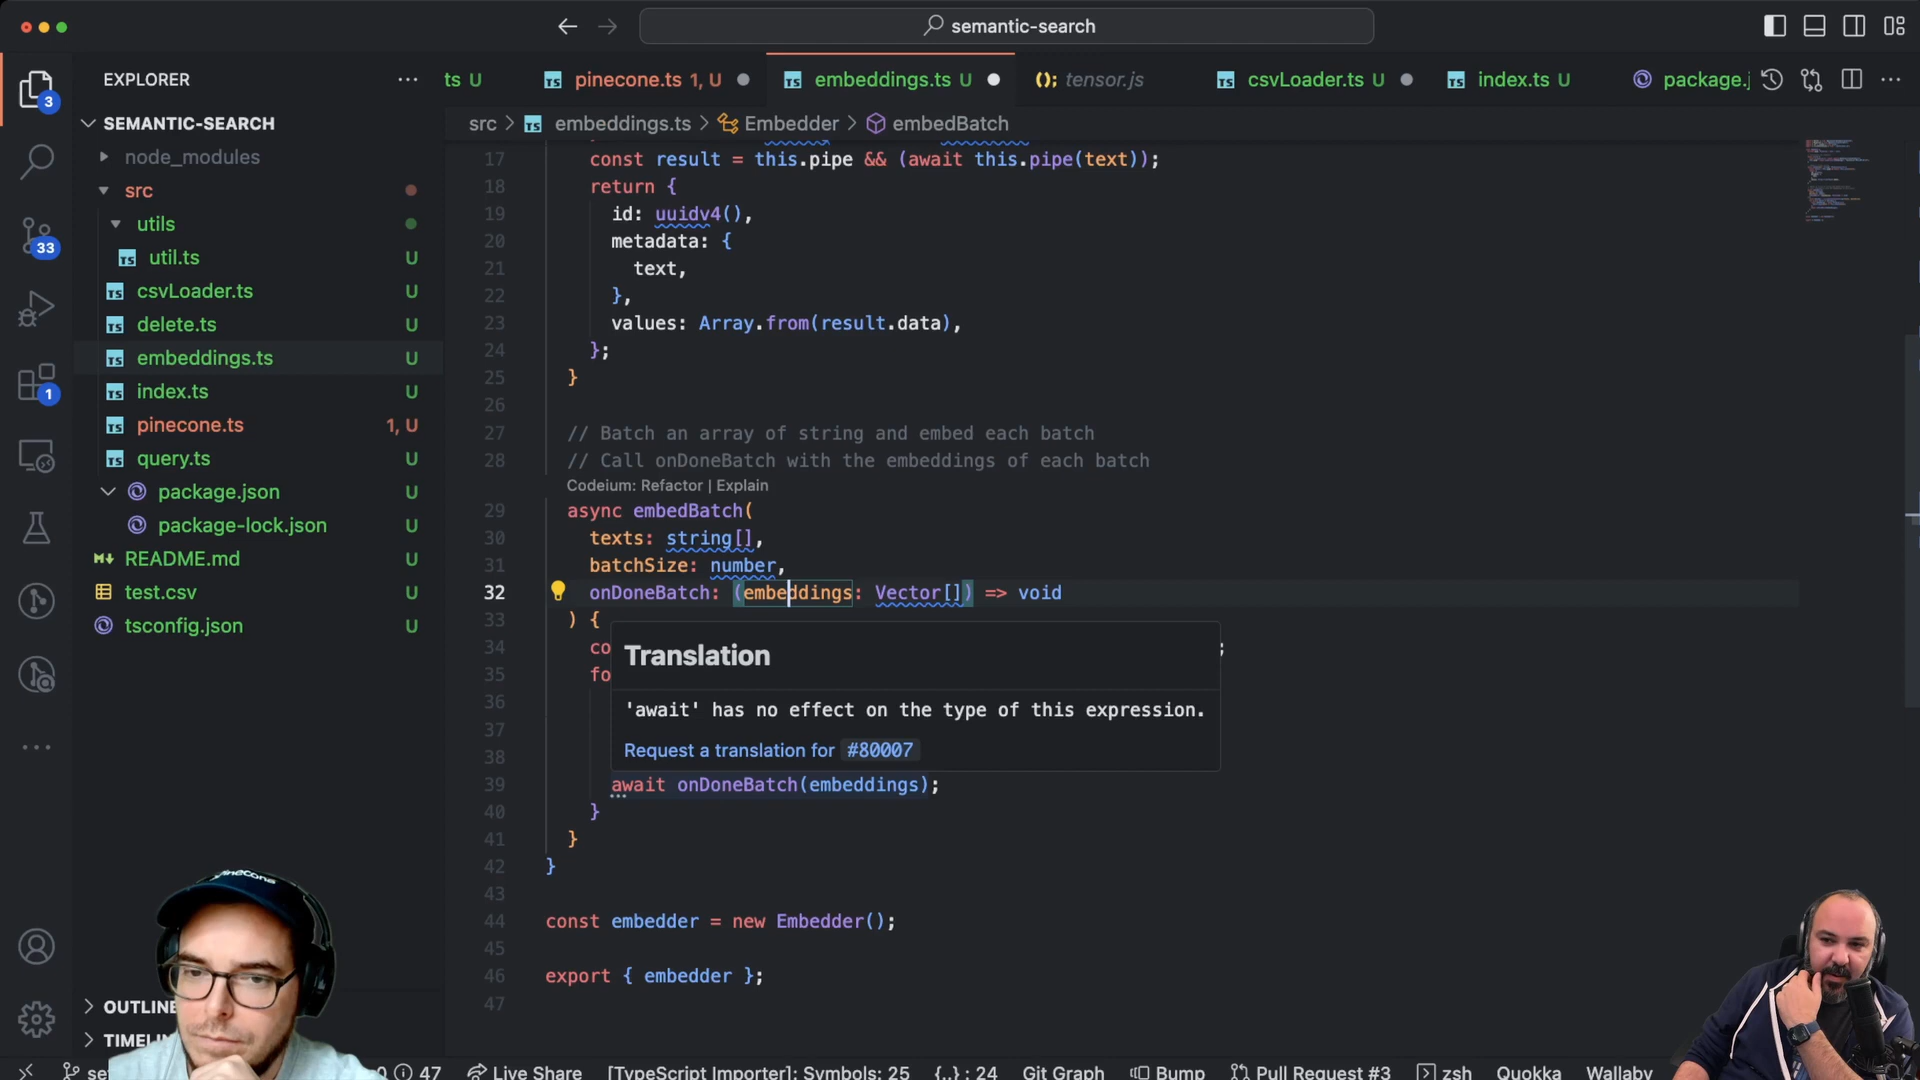 semantic-search
EXPLORER
ts U
pinecone.ts 1, U
embeddings.ts U
tensor.js
csvLoader.ts U
index.ts U
package.j
3
SEMANTIC-SEARCH
node_modules
src
utils
util.ts U
csvLoader.ts U
delete.ts U
embeddings.ts U
index.ts U
pinecone.ts 1, U
query.ts U
package.json U
package-lock.json U
README.md U
test.csv U
tsconfig.json U
33
1
OUTLINE
TIMELIN
src > embeddings.ts > Embedder > embedBatch
17 const result = this.pipe && (await this.pipe(text));
18 return {
19 id: uuidv4(),
20 metadata: {
21 text,
22 },
23 values: Array.from(result.data),
24 };
25 }
26
27 // Batch an array of string and embed each batch
28 // Call onDoneBatch with the embeddings of each batch
Codeium: Refactor | Explain
29 async embedBatch(
30 texts: string[],
31 batchSize: number,
32 onDoneBatch: (embeddings: Vector[]) => void
33 ) {
34 co ;
35 fo
36
37
38
Translation
'await' has no effect on the type of this expression.
Request a translation for #80007
39 await onDoneBatch(embeddings);
40 }
41 }
42 }
43
44 const embedder = new Embedder();
45
46 export { embedder };
47
se
0 47
Live Share
[TypeScript Importer]: Symbols: 25
{..} : 24
Git Graph
Bump
Pull Request #3
zsh
Quokka
Wallaby